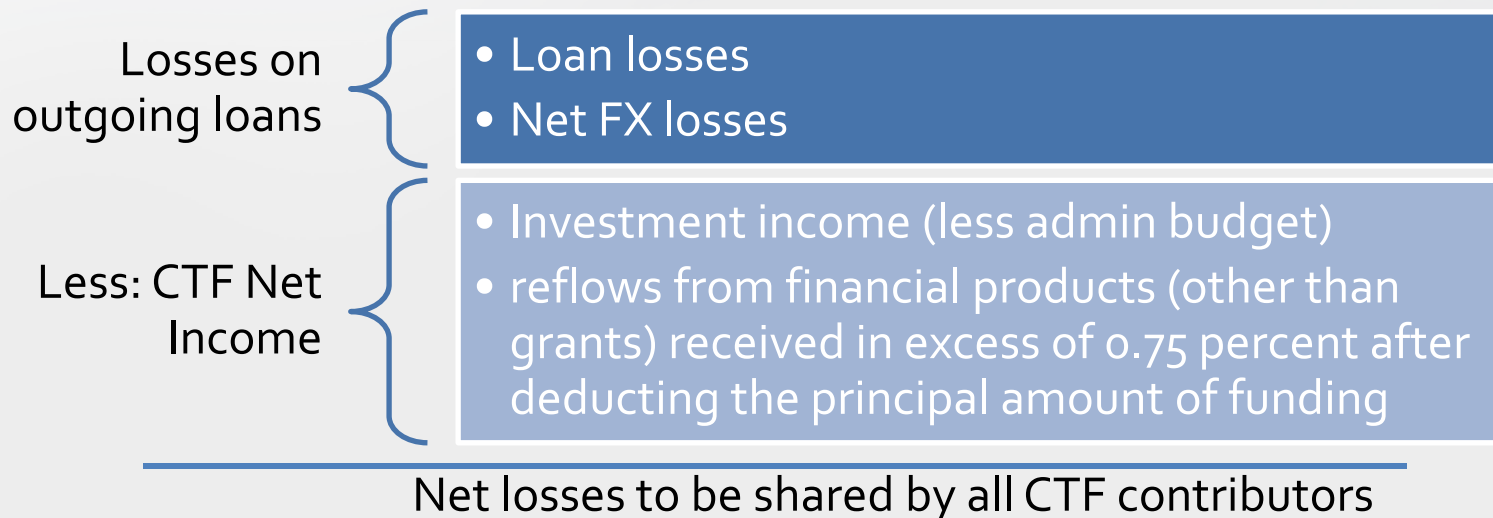 Losses on
outgoing loans
• Loan losses
• Net FX losses
Less: CTF Net
Income
• Investment income (less admin budget)
• reflows from financial products (other than
grants) received in excess of 0.75 percent after
deducting the principal amount of funding
Net losses to be shared by all CTF contributors